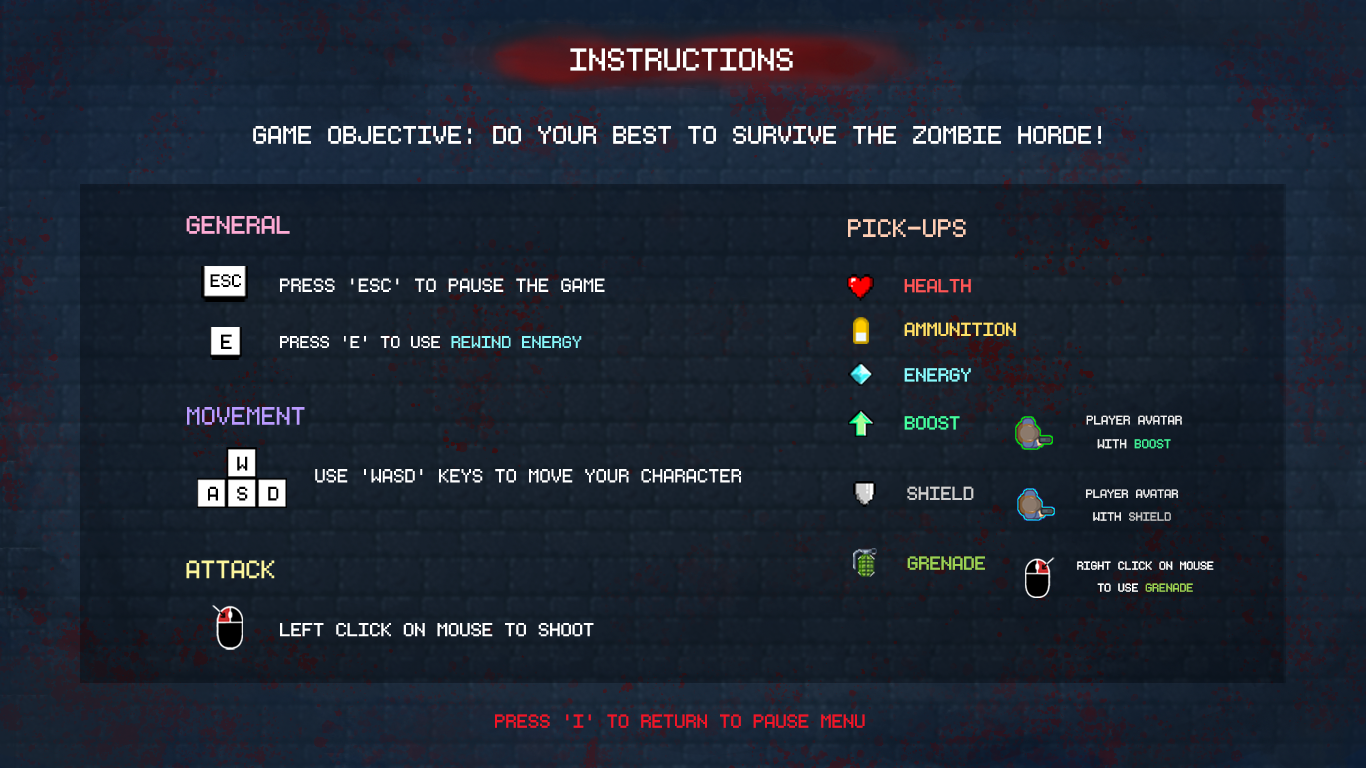 INSTRUCTIONS
GAME OBJECTIVE: DO YOUR BEST TO SURVIVE THE ZOMBIE HORDE!
GENERAL
ESC
PRESS 'ESC' TO PAUSE THE GAME
E
PRESS 'E' TO USE REWIND ENERGY
MOVEMENT
W
A S D
USE 'WASD' KEYS TO MOVE YOUR CHARACTER
ATTACK
LEFT CLICK ON MOUSE TO SHOOT
PICK-UPS
HEALTH
AMMUNITION
ENERGY
BOOST
PLAYER AVATAR
WITH BOOST
SHIELD
PLAYER AVATAR
WITH SHIELD
GRENADE
RIGHT CLICK ON MOUSE
TO USE GRENADE
PRESS 'I' TO RETURN TO PAUSE MENU